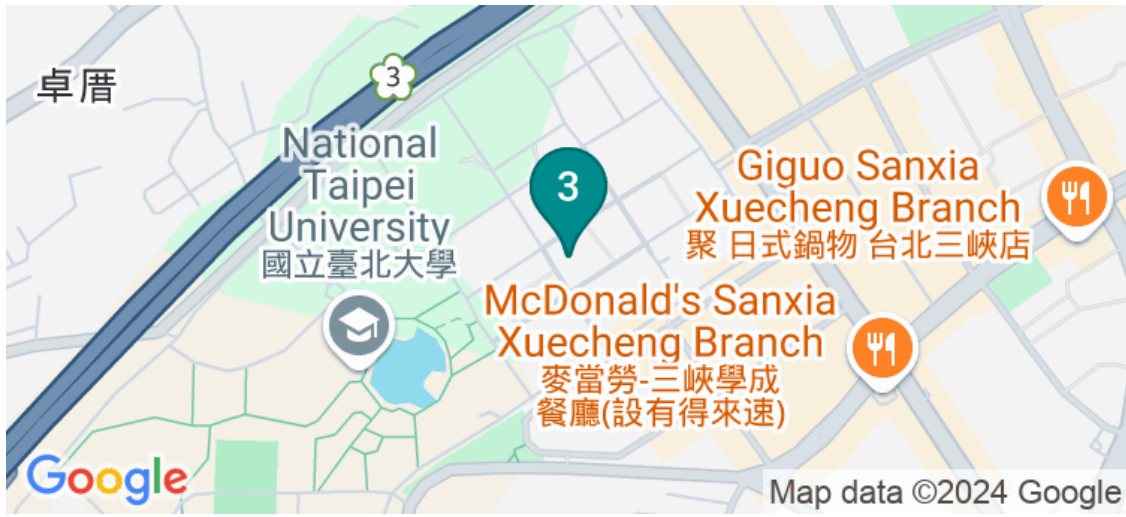 卓厝
3
National
Taipei
University
國立臺北大學
3
Giguo Sanxia
Xuecheng Branch
聚 日式鍋物 台北三峽店
McDonald's Sanxia
Xuecheng Branch
麥當勞-三峽學成
餐廳(設有得來速)
Google
Map data ©2024 Google